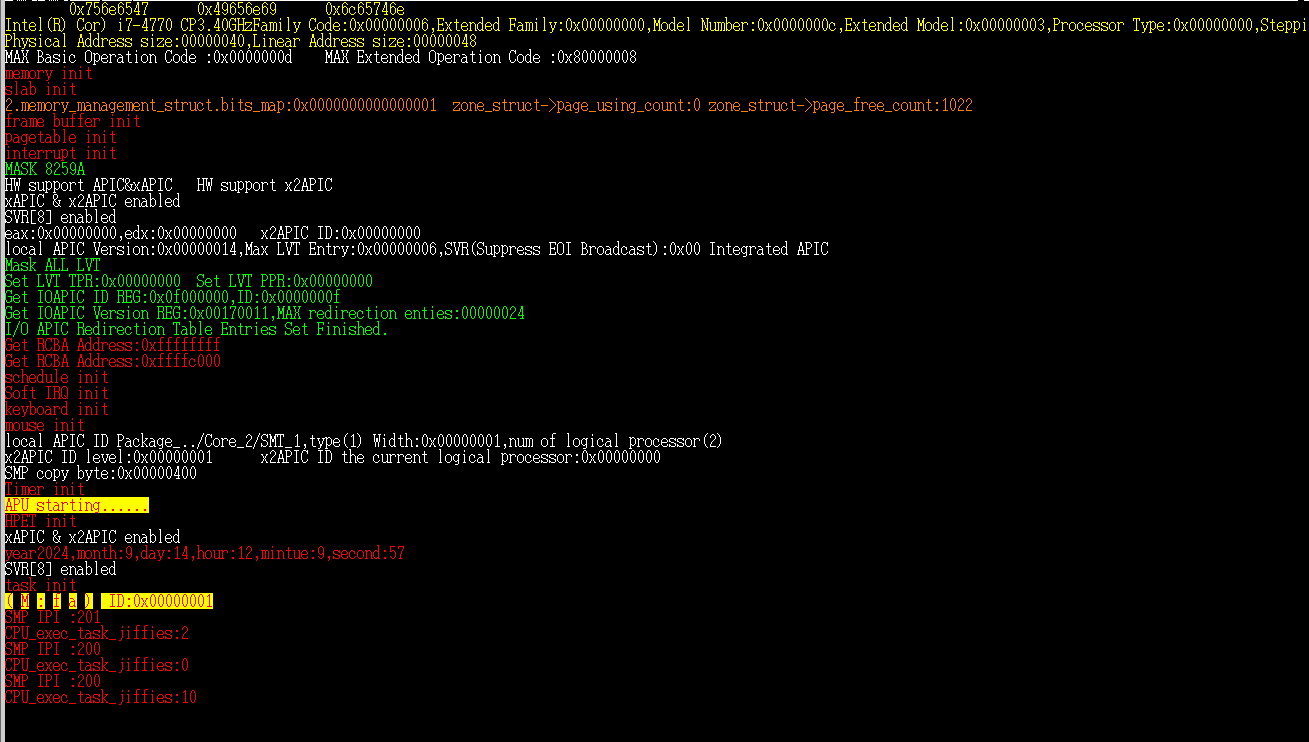 0x756e6547 0x49656e69 0x6c65746e
Intel(R) Cor) i7-4770 CP3.40GHzFamily Code:0x00000006,Extended Family:0x00000000,Model Number:0x0000000c,Extended Model:0x00000003,Processor Type:0x00000000,Steppi
Physical Address size:00000040,Linear Address size:00000048
MAX Basic Operation Code :0x0000000d MAX Extended Operation Code :0x80000008
memory init
slab init
2.memory_management_struct.bits_map:0x0000000000000001 zone_struct->page_using_count:0 zone_struct->page_free_count:1022
frame buffer init
pagetable init
interrupt init
MASK 8259A
HW support APIC&xAPIC HW support x2APIC
xAPIC & x2APIC enabled
SVR[8] enabled
eax:0x00000000,edx:0x00000000 x2APIC ID:0x00000000
local APIC Version:0x00000014,Max LVT Entry:0x00000006,SVR(Suppress EOI Broadcast):0x00 Integrated APIC
Mask ALL LVT
Set LVT TPR:0x00000000 Set LVT PPR:0x00000000
Get IOAPIC ID REG:0x0f000000,ID:0x0000000f
Get IOAPIC Version REG:0x00170011,MAX redirection enties:00000024
I/O APIC Redirection Table Entries Set Finished.
Get RCBA Address:0xffffffff
Get RCBA Address:0xffffc000
schedule init
Soft IRQ init
keyboard init
mouse init
local APIC ID Package_../Core_2/SMT_1,type(1) Width:0x00000001,num of logical processor(2)
x2APIC ID level:0x00000001 x2APIC ID the current logical processor:0x00000000
SMP copy byte:0x00000400
Timer init
APU starting......
HPET init
xAPIC & x2APIC enabled
year2024,month:9,day:14,hour:12,mintue:9,second:57
SVR[8] enabled
task init
ID:0x00000001
SMP IPI :201
CPU_exec_task_jiffies:2
SMP IPI :200
CPU_exec_task_jiffies:0
SMP IPI :200
CPU_exec_task_jiffies:10